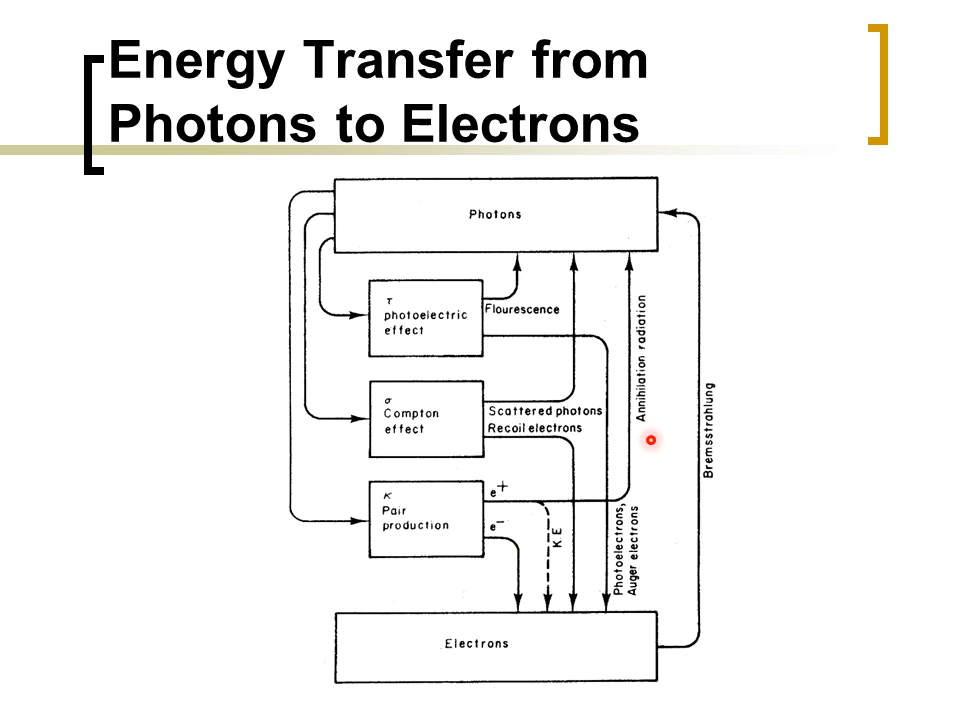 Energy Transfer from
Photons to Electrons
Photons
τ
photoelectric
effect
Flourescence
σ
Compton
effect
Scattered photons
Recoil electrons
κ
Pair
production
e+
e−
KE
Photoelectrons,
Auger electrons
Annihilation radiation
Bremsstrahlung
Electrons